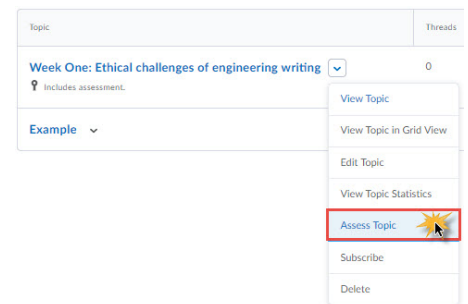 Topic
Threads
Week One: Ethical challenges of engineering writing
0
Includes assessment.
Example
View Topic
View Topic in Grid View
Edit Topic
View Topic Statistics
Assess Topic
Subscribe
Delete